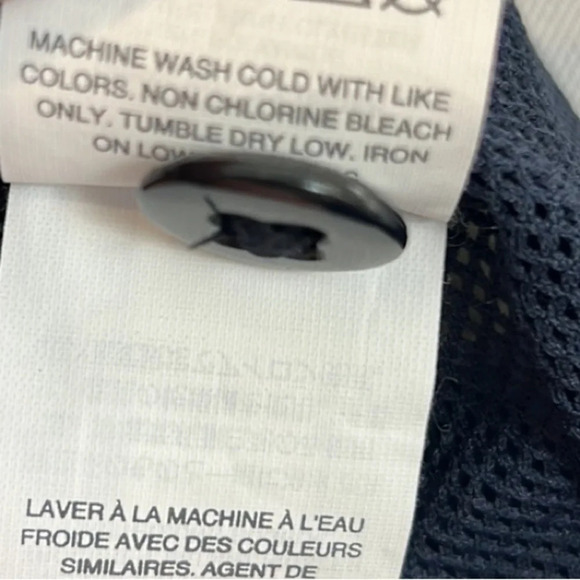 MACHINE WASH COLD WITH LIKE
COLORS. NON CHLORINE BLEACH
ONLY. TUMBLE DRY LOW. IRON
ON LOW
LAVER À LA MACHINE À L'EAU
FROIDE AVEC DES COULEURS
SIMILAIRES. AGENT DE